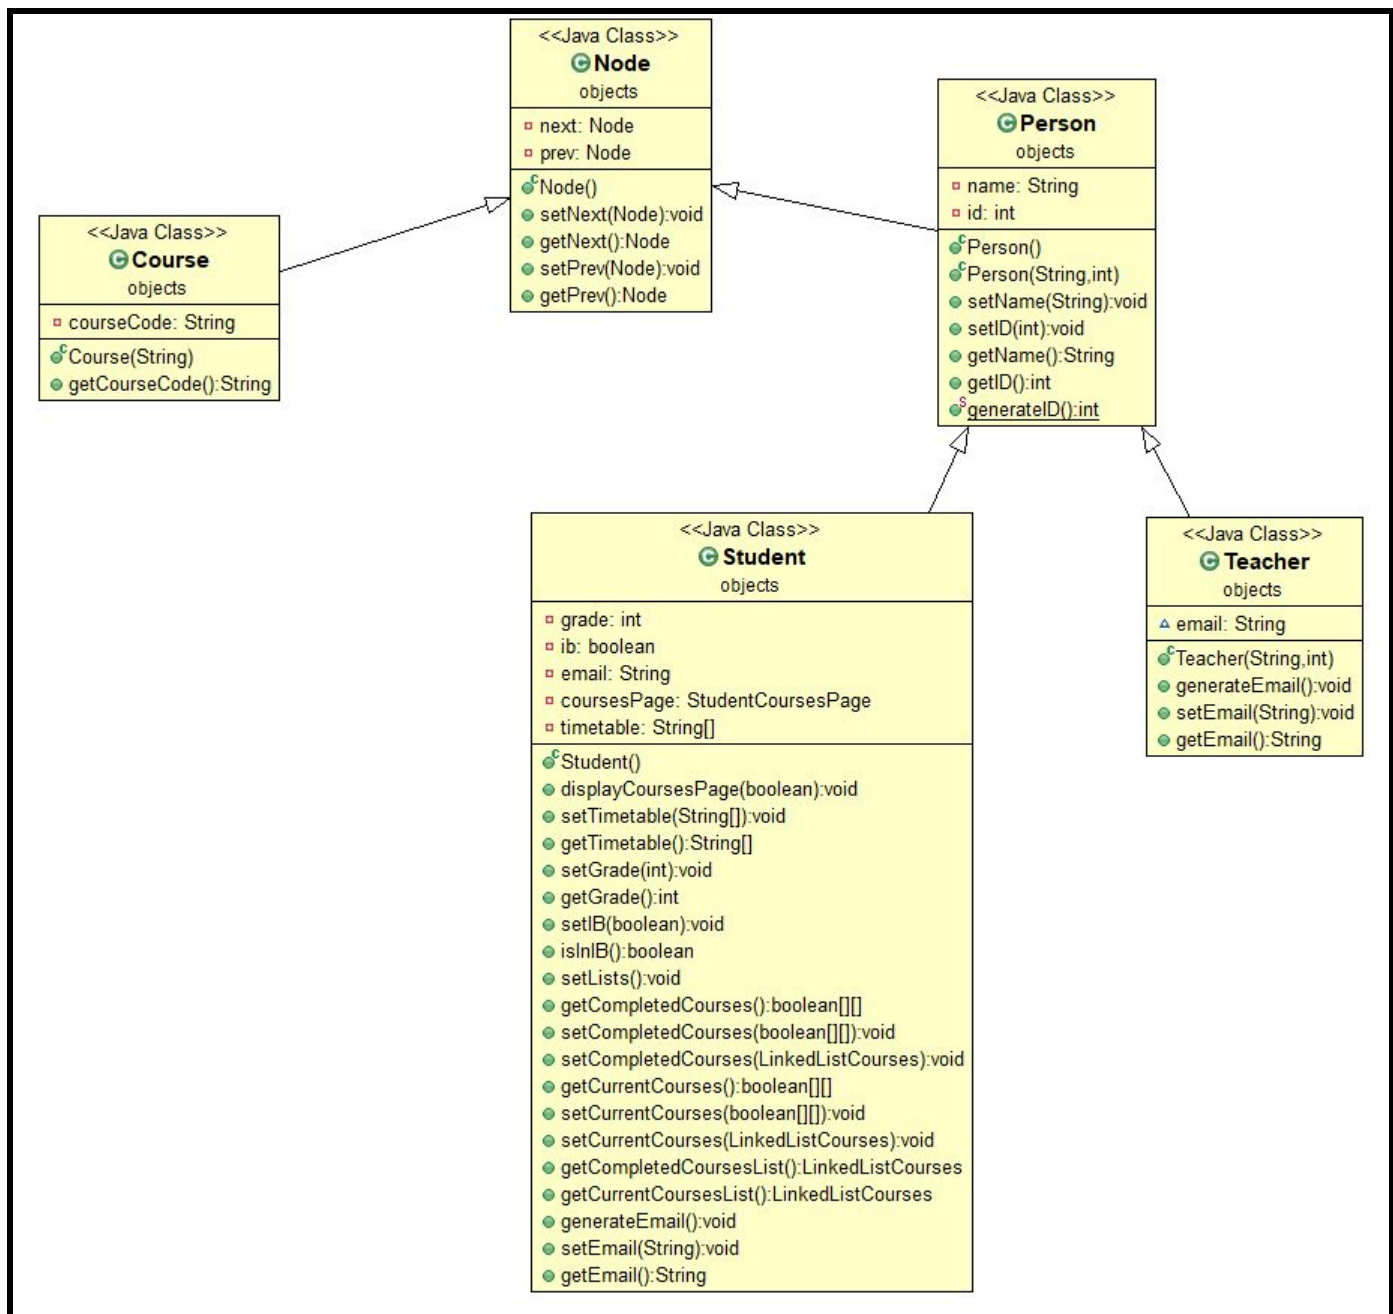 <<Java Class>>
Node
objects
next: Node
prev: Node
Node()
setNext(Node):void
getNext():Node
setPrev(Node):void
getPrev():Node
<<Java Class>>
Person
objects
name: String
id: int
Person()
Person(String,int)
setName(String):void
setID(int):void
getName():String
getID():int
generateID():int
<<Java Class>>
Course
objects
courseCode: String
Course(String)
getCourseCode():String
<<Java Class>>
Student
objects
grade: int
ib: boolean
email: String
coursesPage: StudentCoursesPage
timetable: String[]
Student()
displayCoursesPage(boolean):void
setTimetable(String[]):void
getTimetable():String[]
setGrade(int):void
getGrade():int
setIB(boolean):void
isInIB():boolean
setLists():void
getCompletedCourses():boolean[][]
setCompletedCourses(boolean[][]):void
setCompletedCourses(LinkedListCourses):void
getCurrentCourses():boolean[][]
setCurrentCourses(boolean[][]):void
setCurrentCourses(LinkedListCourses):void
getCompletedCoursesList():LinkedListCourses
getCurrentCoursesList():LinkedListCourses
generateEmail():void
setEmail(String):void
getEmail():String
<<Java Class>>
Teacher
objects
email: String
Teacher(String,int)
generateEmail():void
setEmail(String):void
getEmail():String